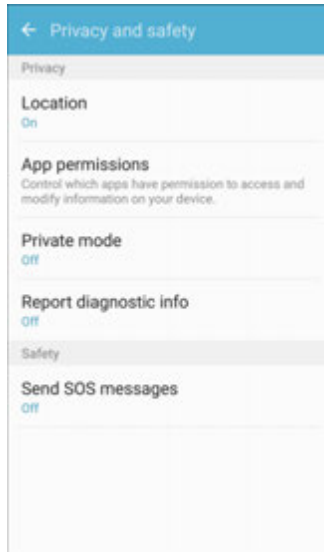 Privacy and safety
Privacy
Location
On
App permissions
Control which apps have permission to access and
modify information on your device.
Private mode
Off
Report diagnostic info
Off
Safety
Send SOS messages
Off